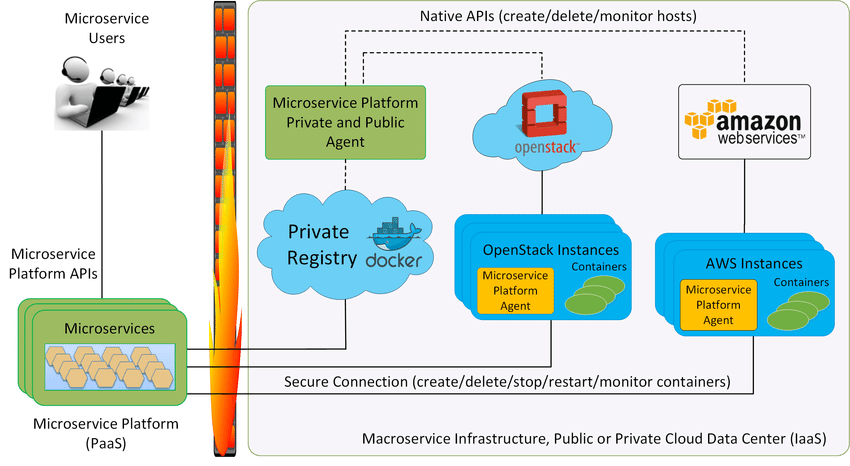 Microservice
Users
Native APIs (create/delete/monitor hosts)
Microservice Platform
Private and Public
Agent
openstack™
amazon
webservices™
Private
Registry
docker
OpenStack Instances
Microservice
Platform
Agent
Containers
AWS Instances
Microservice
Platform
Agent
Containers
Microservice
Platform APIs
Microservices
Secure Connection (create/delete/stop/restart/monitor containers)
Microservice Platform
(PaaS)
Macroservice Infrastructure, Public or Private Cloud Data Center (IaaS)